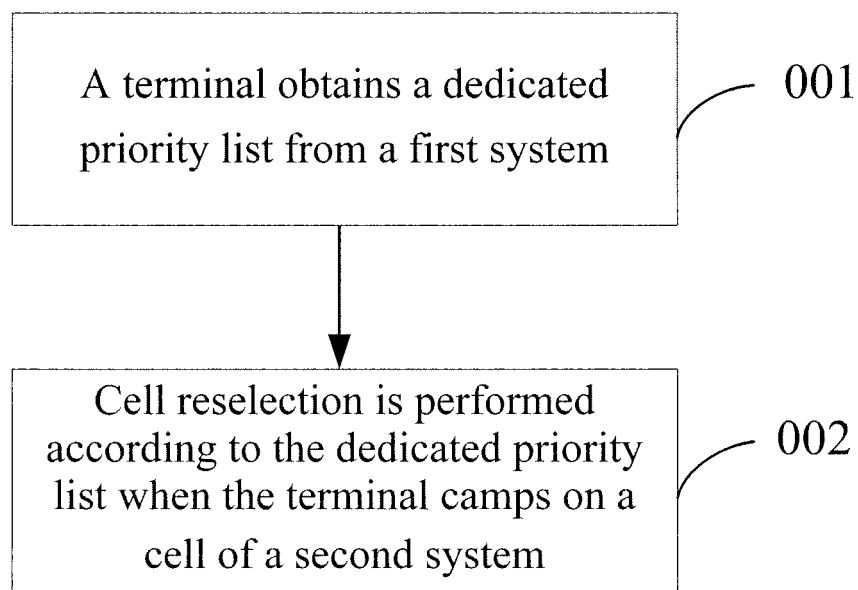 A terminal obtains a dedicated
priority list from a first system
001
Cell reselection is performed
according to the dedicated priority
list when the terminal camps on a
cell of a second system
002